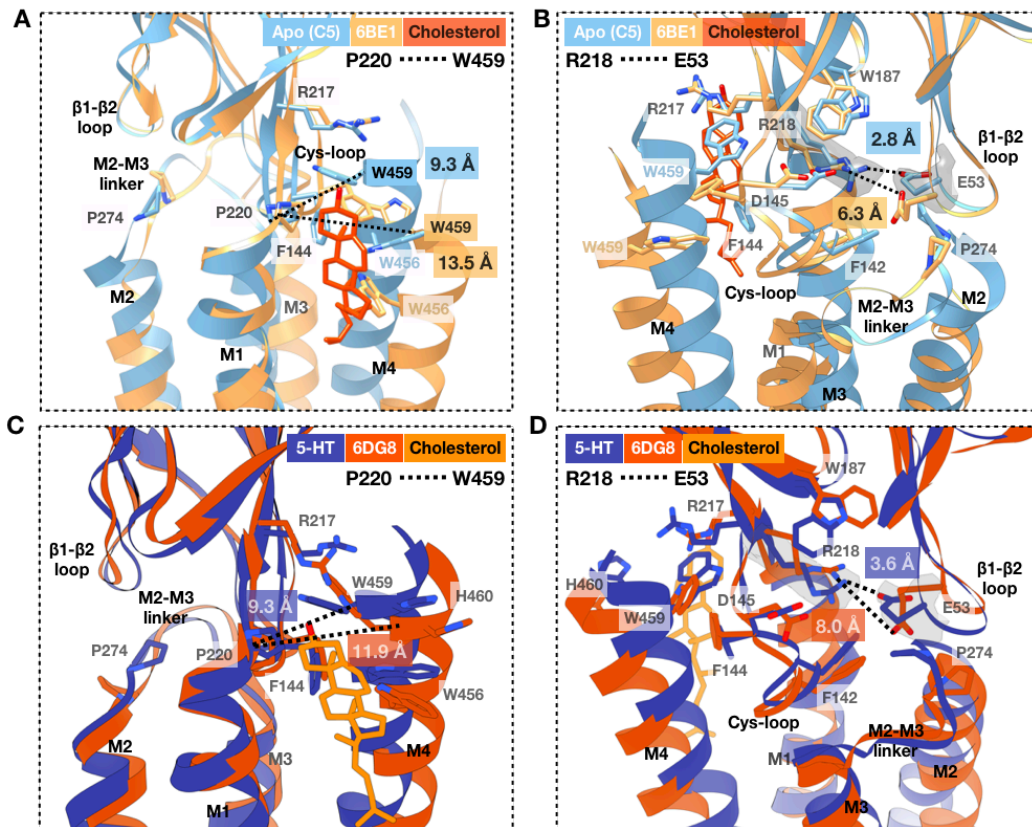 A
Apo (C5) 6BE1 Cholesterol
P220 W459
R217
β1-β2
loop
Cys-loop
M2-M3
linker
W459 9.3 Å
P274
P220
W459
F144
W456 13.5 Å
M2
M3
W456
M1
M4
B
Apo (C5) 6BE1 Cholesterol
R218 E53
W187
R217
R218
2.8 Å
β1-β2
loop
W459
E53
D145
6.3 Å
W459
F144
P274
F142
Cys-loop
M2
M4
M2-M3
linker
M1
M3
C
5-HT 6DG8 Cholesterol
P220 W459
R217
β1-β2
loop
W459
H460
M2-M3
linker
9.3 Å
P274
P220
11.9 Å
F144
W456
M2
M3
M4
M1
D
5-HT 6DG8 Cholesterol
R218 E53
W187
R217
R218
3.6 Å
β1-β2
loop
H460
D145
E53
W459
8.0 Å
P274
F144
F142
Cys-loop
M2-M3
linker
M4
M1
M2
M3